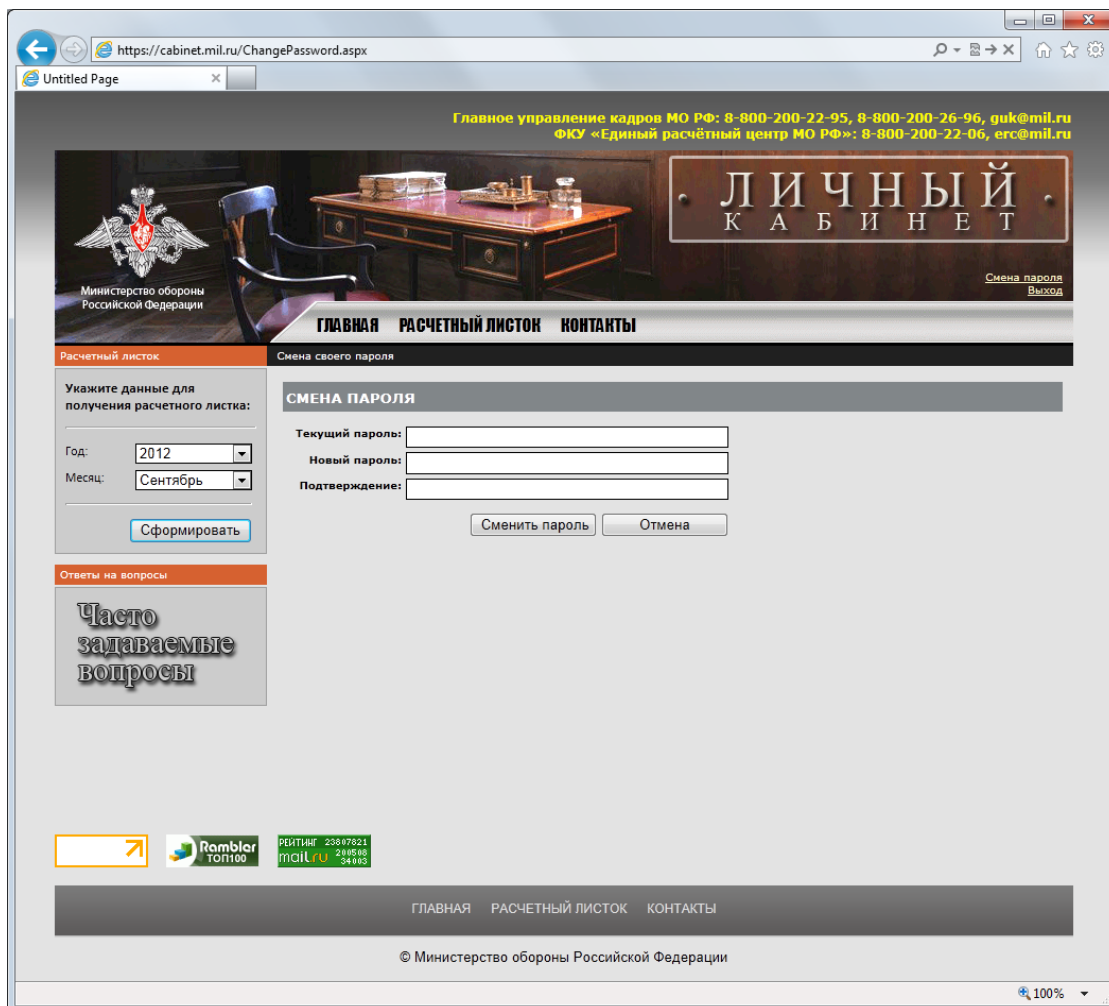 https://cabinet.mil.ru/ChangePassword.aspx
Untitled Page
Главное управление кадров МО РФ: 8-800-200-22-95, 8-800-200-26-96, guk@mil.ru
ФКУ «Единый расчётный центр МО РФ»: 8-800-200-22-06, erc@mil.ru
ЛИЧНЫЙ
КАБИНЕТ
Министерство обороны
Российской Федерации
Смена пароля
Выход
ГЛАВНАЯ РАСЧЕТНЫЙ ЛИСТОК КОНТАКТЫ
Расчетный листок
Смена своего пароля
Укажите данные для
получения расчетного листка:
Год: 2012
Месяц: Сентябрь
Сформировать
СМЕНА ПАРОЛЯ
Текущий пароль:
Новый пароль:
Подтверждение:
Сменить пароль Отмена
Ответы на вопросы
Часто
задаваемые
вопросы
Rambler
ТОП100
РЕЙТИНГ 23807821
mail.ru 200508
34003
ГЛАВНАЯ РАСЧЕТНЫЙ ЛИСТОК КОНТАКТЫ
© Министерство обороны Российской Федерации
100%